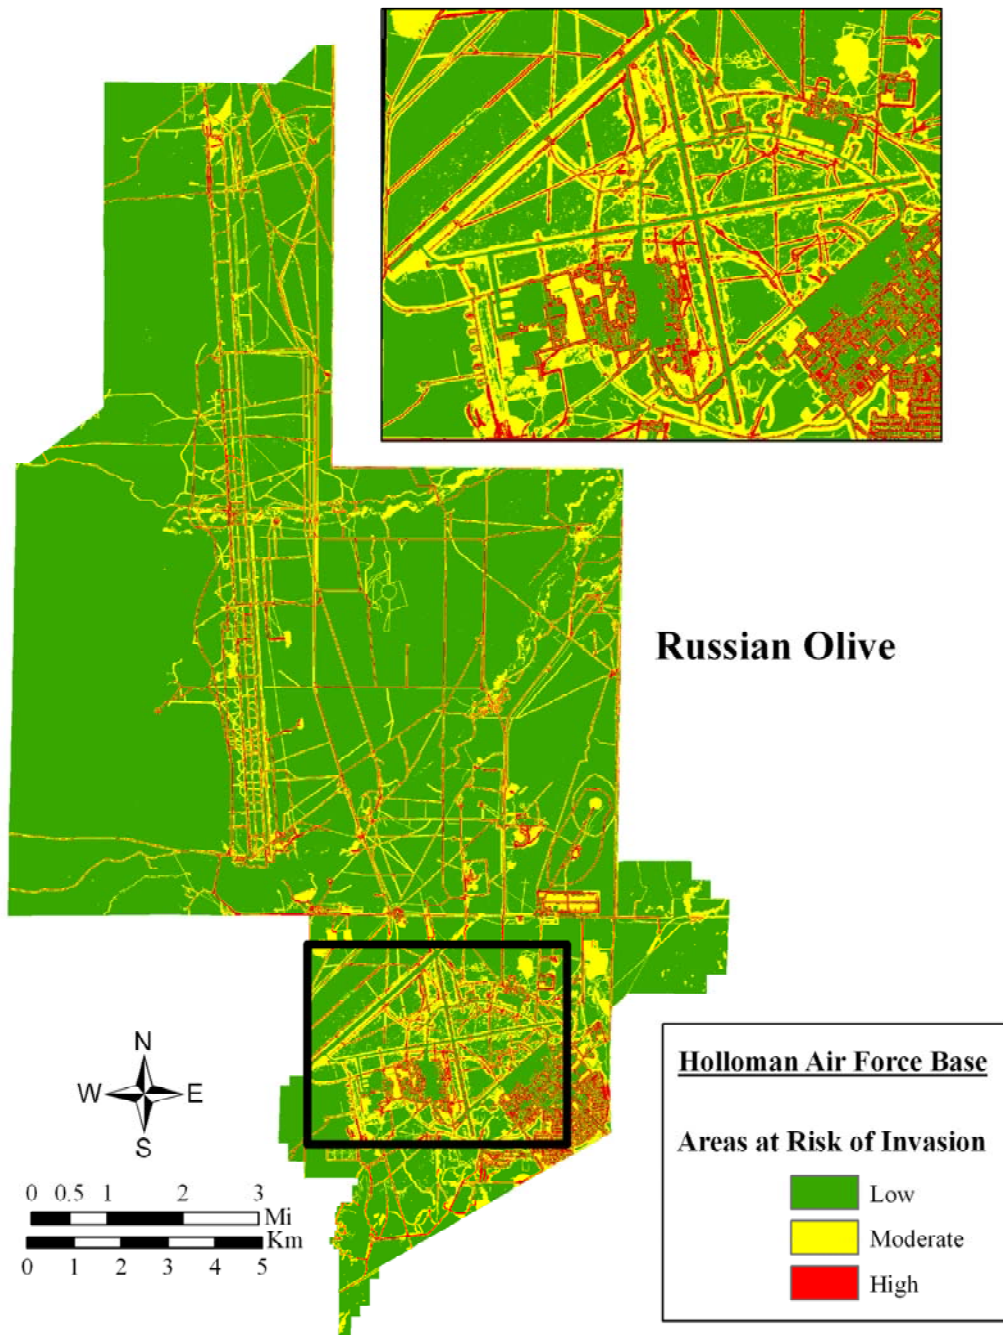 Russian Olive
N
W E
S
0 0.5 1 2 3
Mi
Km
0 1 2 3 4 5
Holloman Air Force Base
Areas at Risk of Invasion
Low
Moderate
High